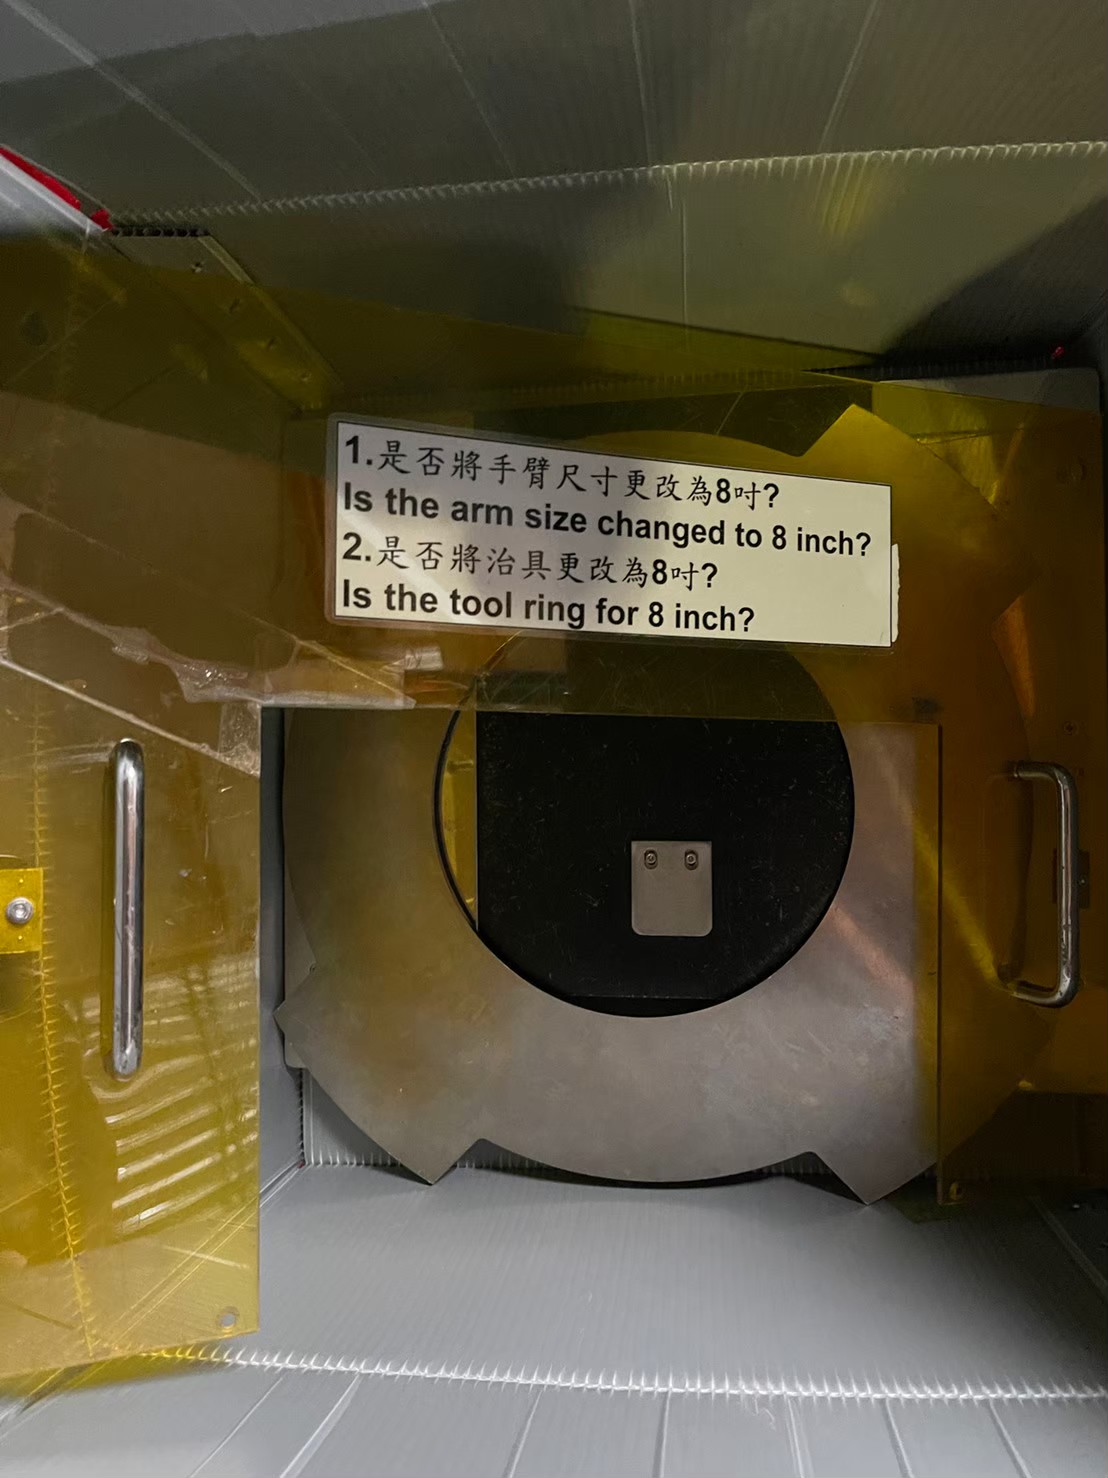 1.是否將手臂尺寸更改為8吋?
Is the arm size changed to 8 inch?
2.是否將治具更改為8吋?
Is the tool ring for 8 inch?